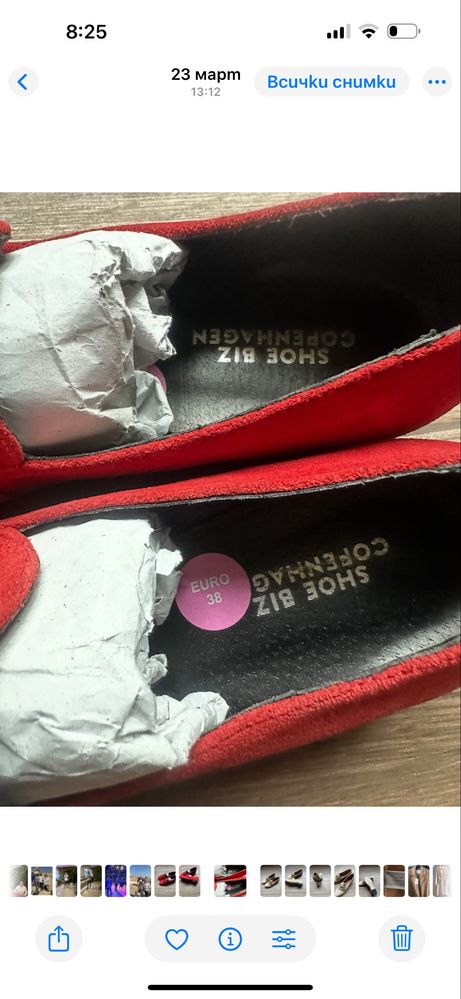 8:25
23 март
13:12
Всички снимки
SHOE BIZ
COPENHAGEN
EURO
38
SHOE BIZ
COPENHAG